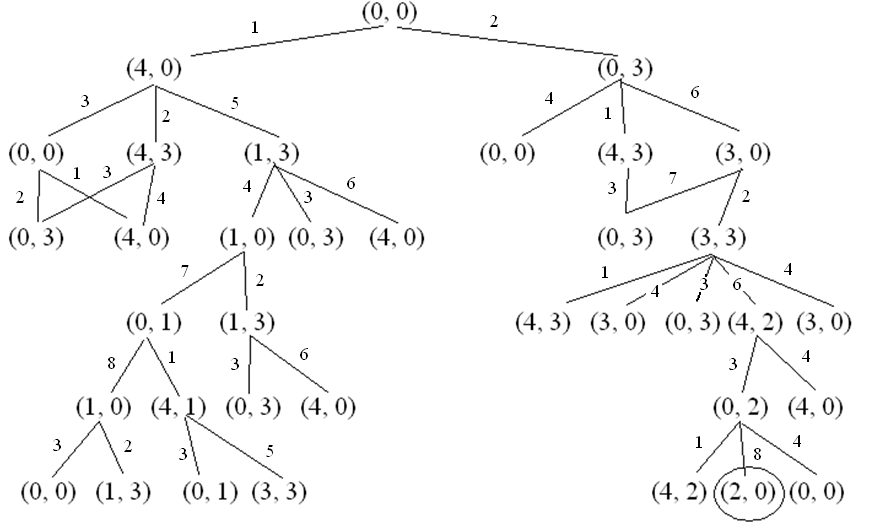 (0, 0)
1 2
(4, 0) (0, 3)
3 2 5 4 1 6
(0, 0) (4, 3) (1, 3) (0, 0) (4, 3) (3, 0)
2 1 3 4 4 3 6 3 7 2
(0, 3) (4, 0) (1, 0) (0, 3) (4, 0) (0, 3) (3, 3)
7 2 1 4 3 6 4
(0, 1) (1, 3) (4, 3) (3, 0) (0, 3) (4, 2) (3, 0)
8 1 3 6 3 4
(1, 0) (4, 1) (0, 3) (4, 0) (0, 2) (4, 0)
3 2 3 5 1 8 4
(0, 0) (1, 3) (0, 1) (3, 3) (4, 2) (2, 0) (0, 0)